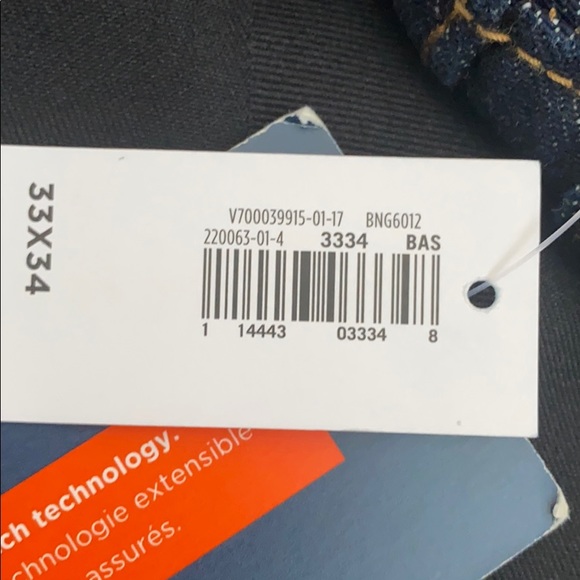 33X34
V700039915-01-17 BNG6012
220063-01-4 3334 BAS
1 14443 03334 8
ch technology.
chnologie extensible
assurés.